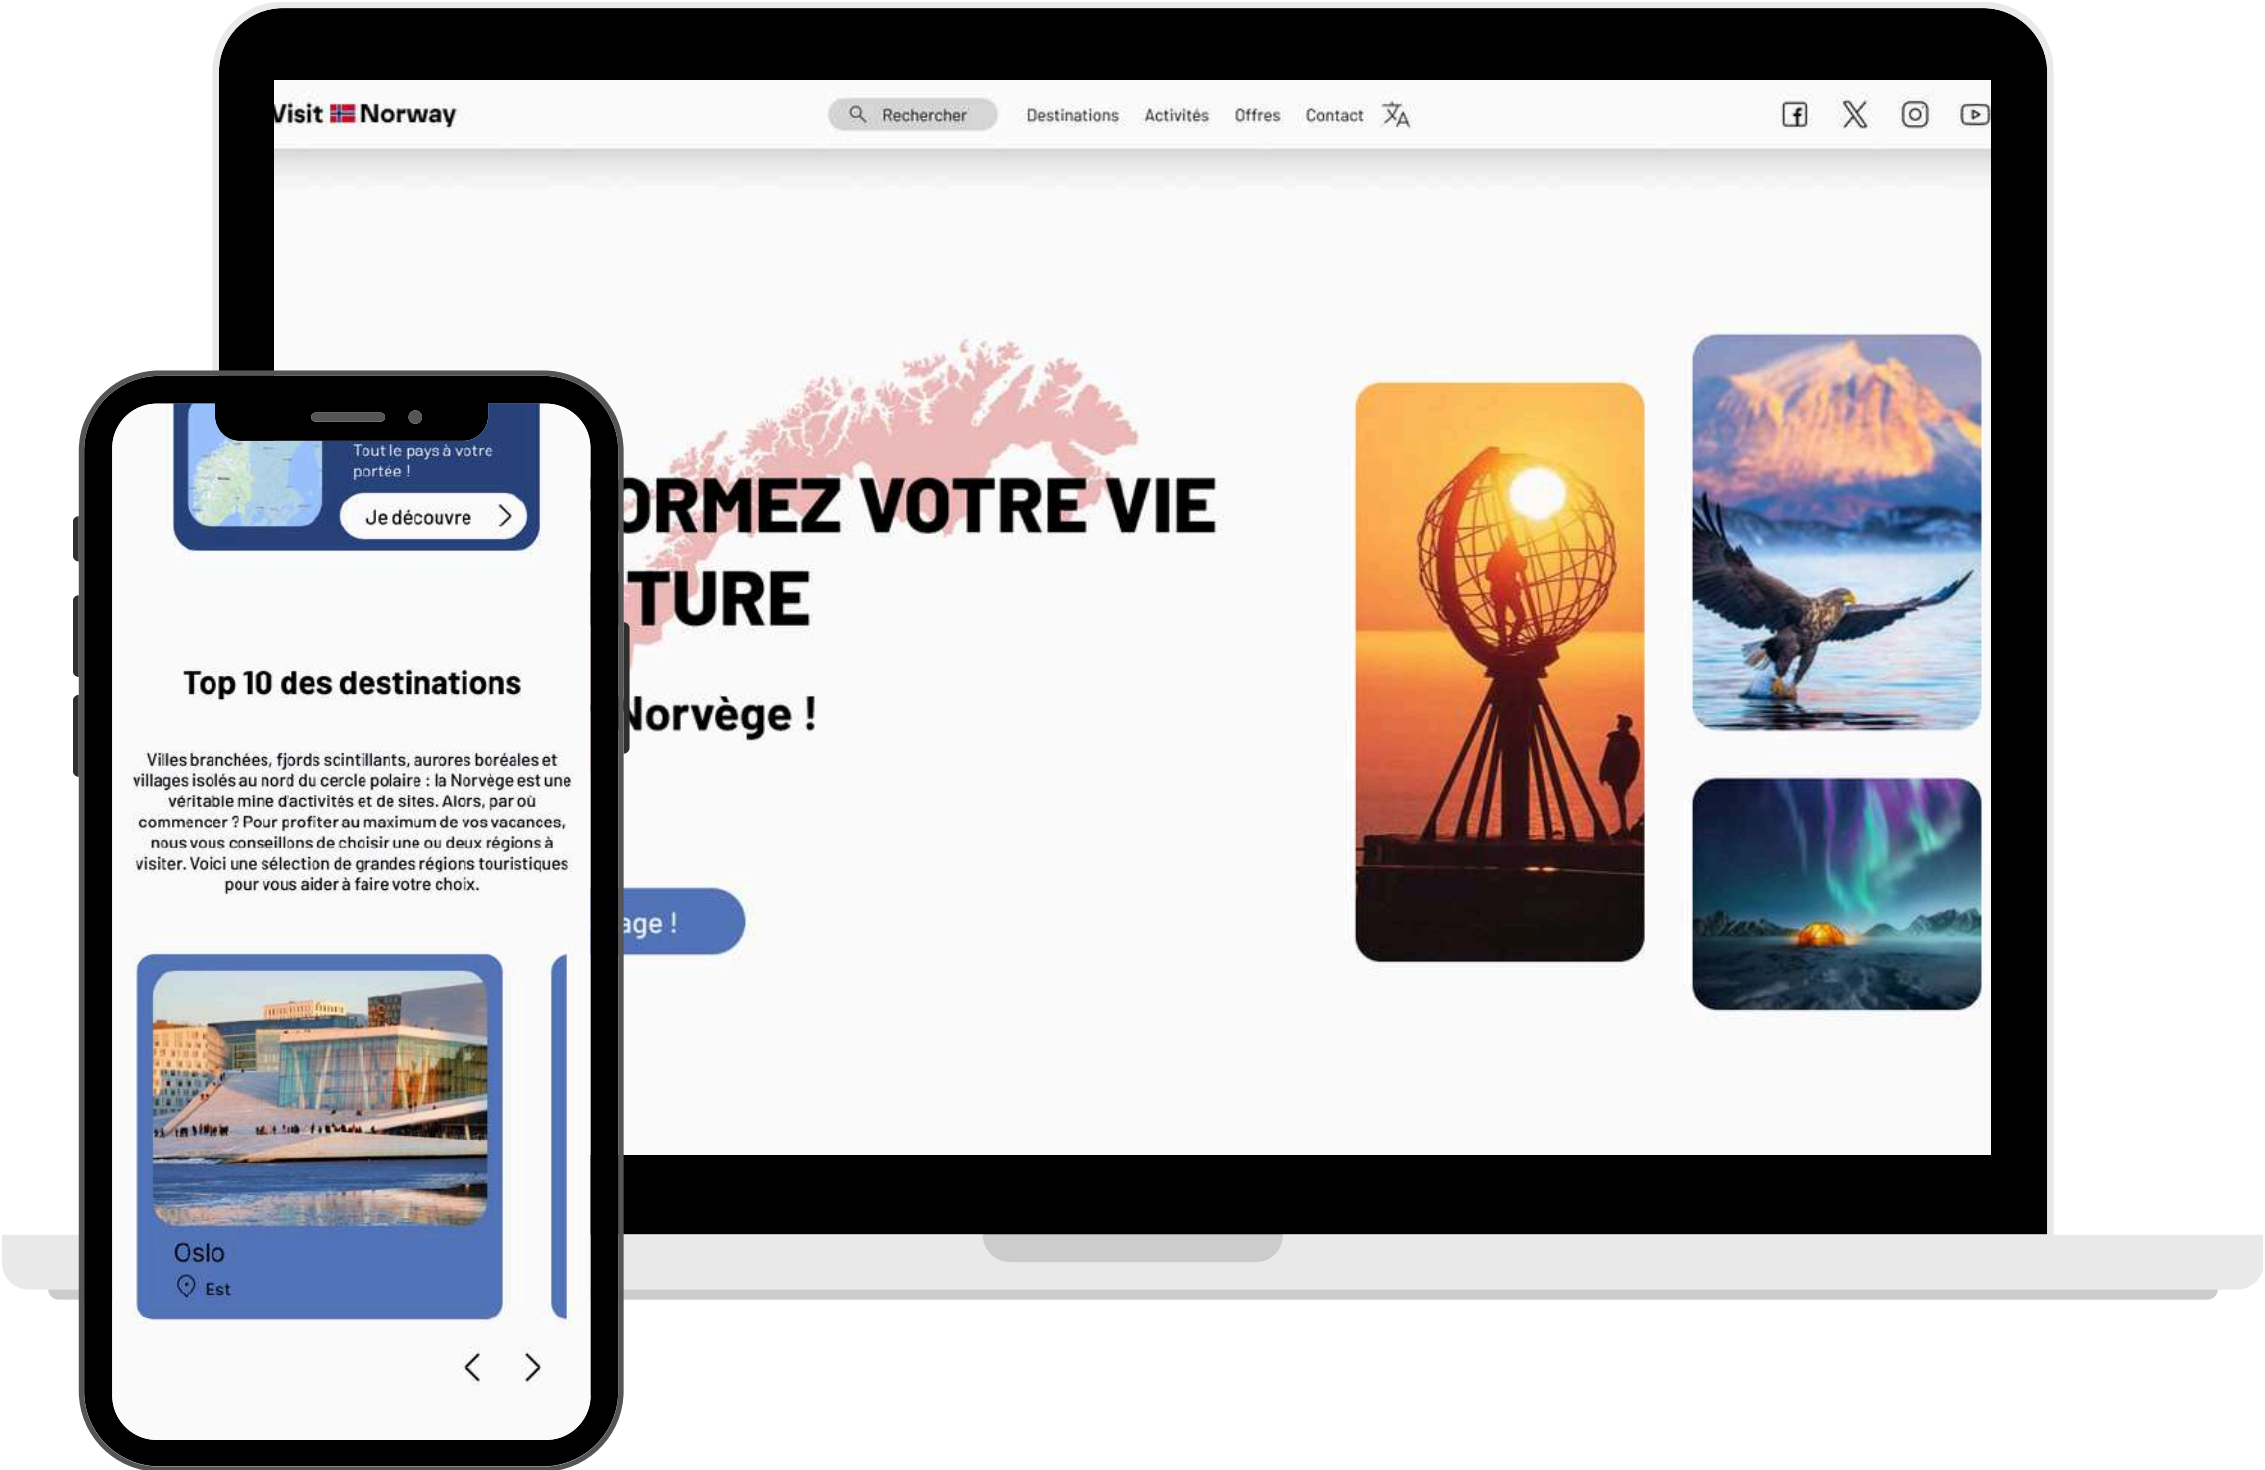 Visit Norway
Rechercher
Destinations
Activités
Offres
Contact
ORMEZ VOTRE VIE
TURE
Norvège !
age !
Tout le pays à votre
portée !
Je découvre
Top 10 des destinations
Villes branchées, fjords scintillants, aurores boréales et
villages isolés au nord du cercle polaire : la Norvège est une
véritable mine d'activités et de sites. Alors, par où
commencer ? Pour profiter au maximum de vos vacances,
nous vous conseillons de choisir une ou deux régions à
visiter. Voici une sélection de grandes régions touristiques
pour vous aider à faire votre choix.
Oslo
Est